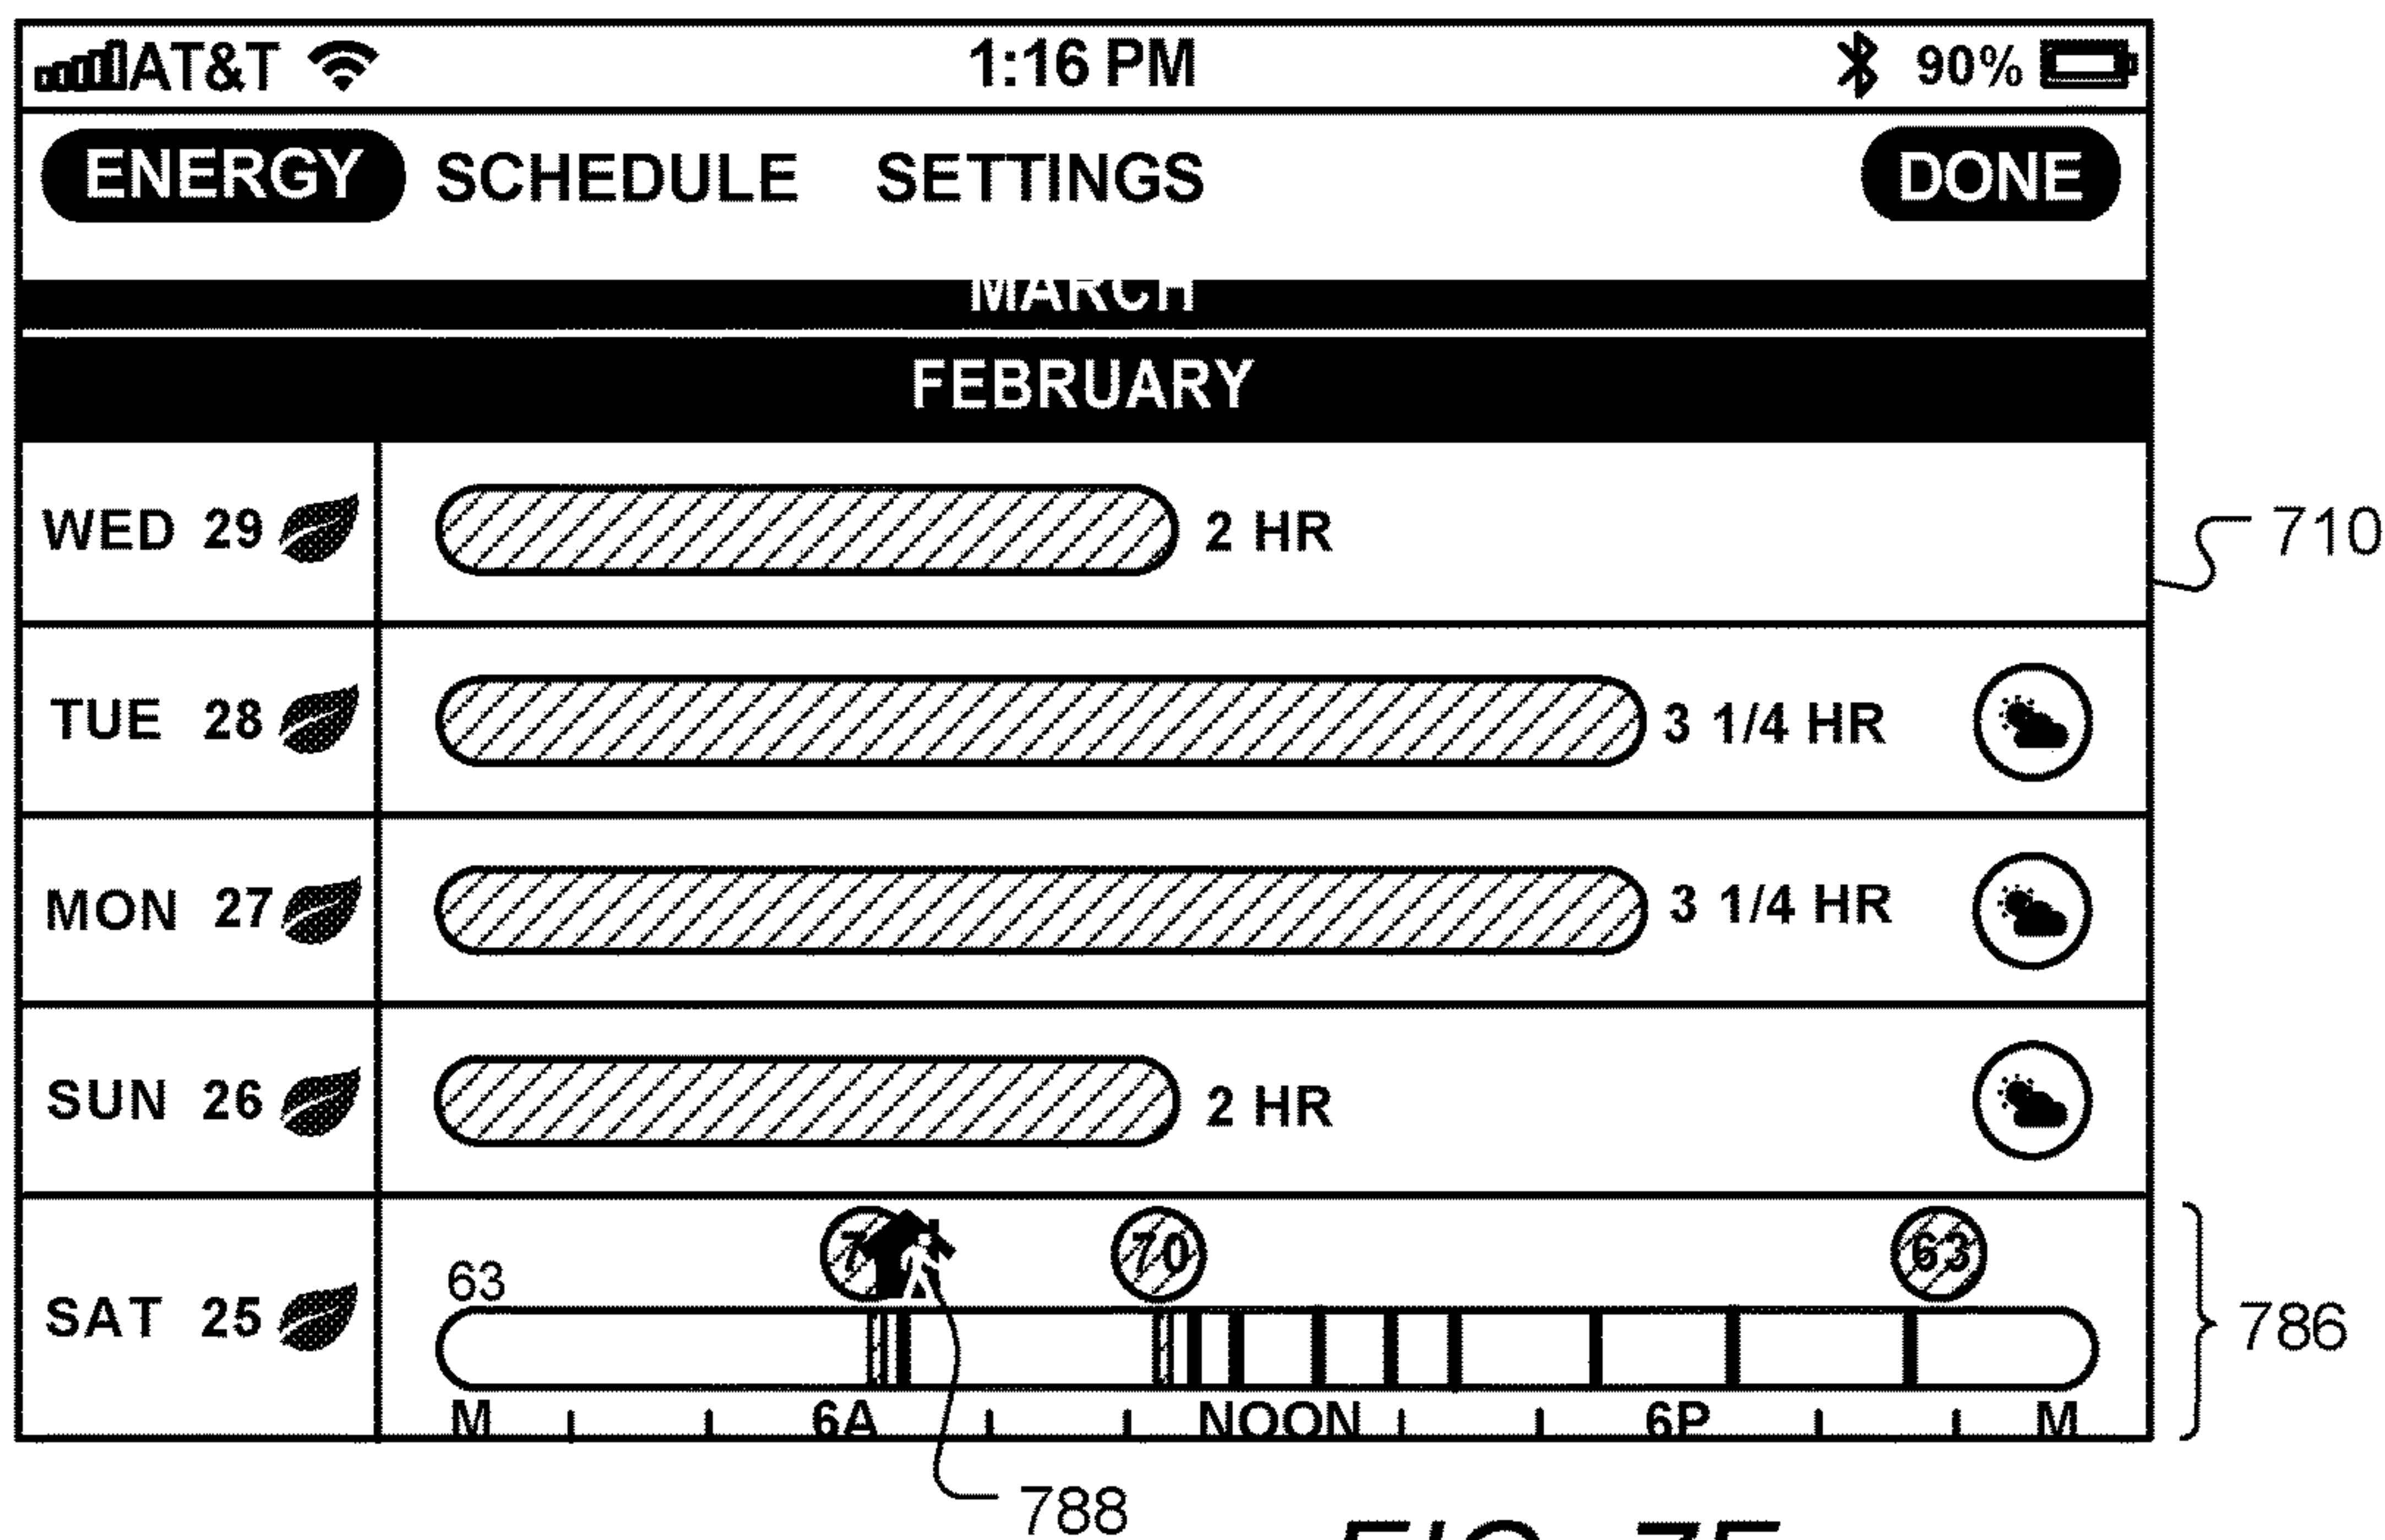 AT&T 1:16 PM 90%
ENERGY SCHEDULE SETTINGS DONE
MARCH
FEBRUARY
WED 29 2 HR 710
TUE 28 3 1/4 HR
MON 27 3 1/4 HR
SUN 26 2 HR
63 7 70 63
SAT 25 786
M 6A NOON 6P M
788